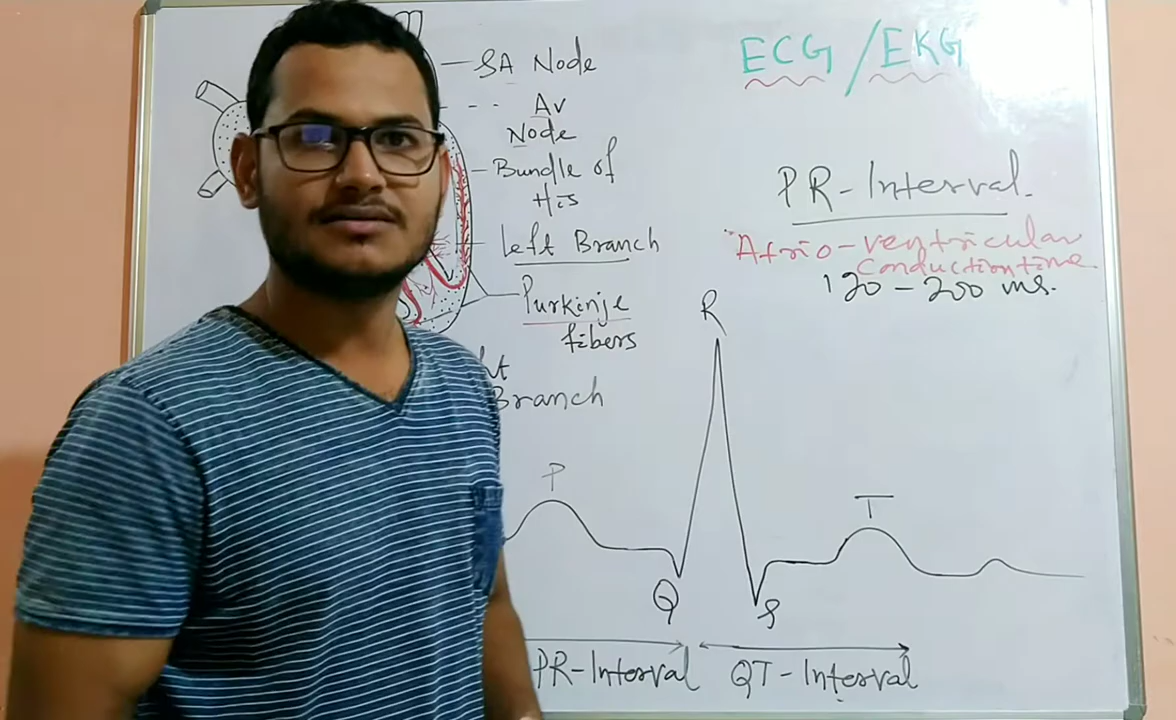 SA Node
AV
Node
Bundle of
His
Left Branch
Purkinje
fibers
Branch
ECG/EKG
PR-Interval.
Atrio-ventricular
Conduction time
120-200 ms.
P
Q
R
S
T
PR-Interval
QT-Interval